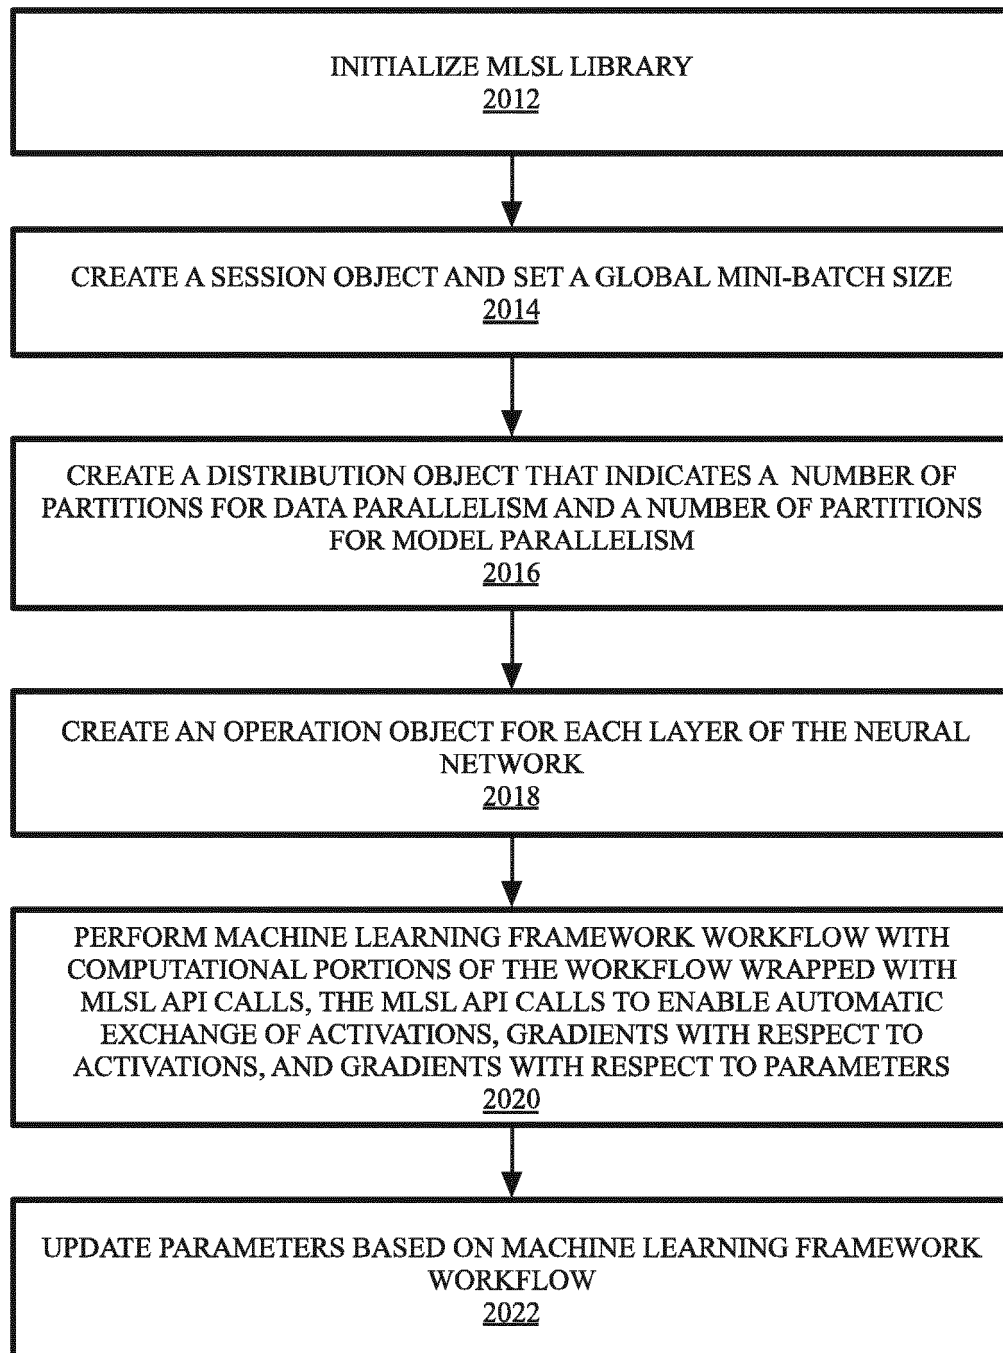 INITIALIZE MLSL LIBRARY
2012
CREATE A SESSION OBJECT AND SET A GLOBAL MINI-BATCH SIZE
2014
CREATE A DISTRIBUTION OBJECT THAT INDICATES A NUMBER OF
PARTITIONS FOR DATA PARALLELISM AND A NUMBER OF PARTITIONS
FOR MODEL PARALLELISM
2016
CREATE AN OPERATION OBJECT FOR EACH LAYER OF THE NEURAL
NETWORK
2018
PERFORM MACHINE LEARNING FRAMEWORK WORKFLOW WITH
COMPUTATIONAL PORTIONS OF THE WORKFLOW WRAPPED WITH
MLSL API CALLS, THE MLSL API CALLS TO ENABLE AUTOMATIC
EXCHANGE OF ACTIVATIONS, GRADIENTS WITH RESPECT TO
ACTIVATIONS, AND GRADIENTS WITH RESPECT TO PARAMETERS
2020
UPDATE PARAMETERS BASED ON MACHINE LEARNING FRAMEWORK
WORKFLOW
2022